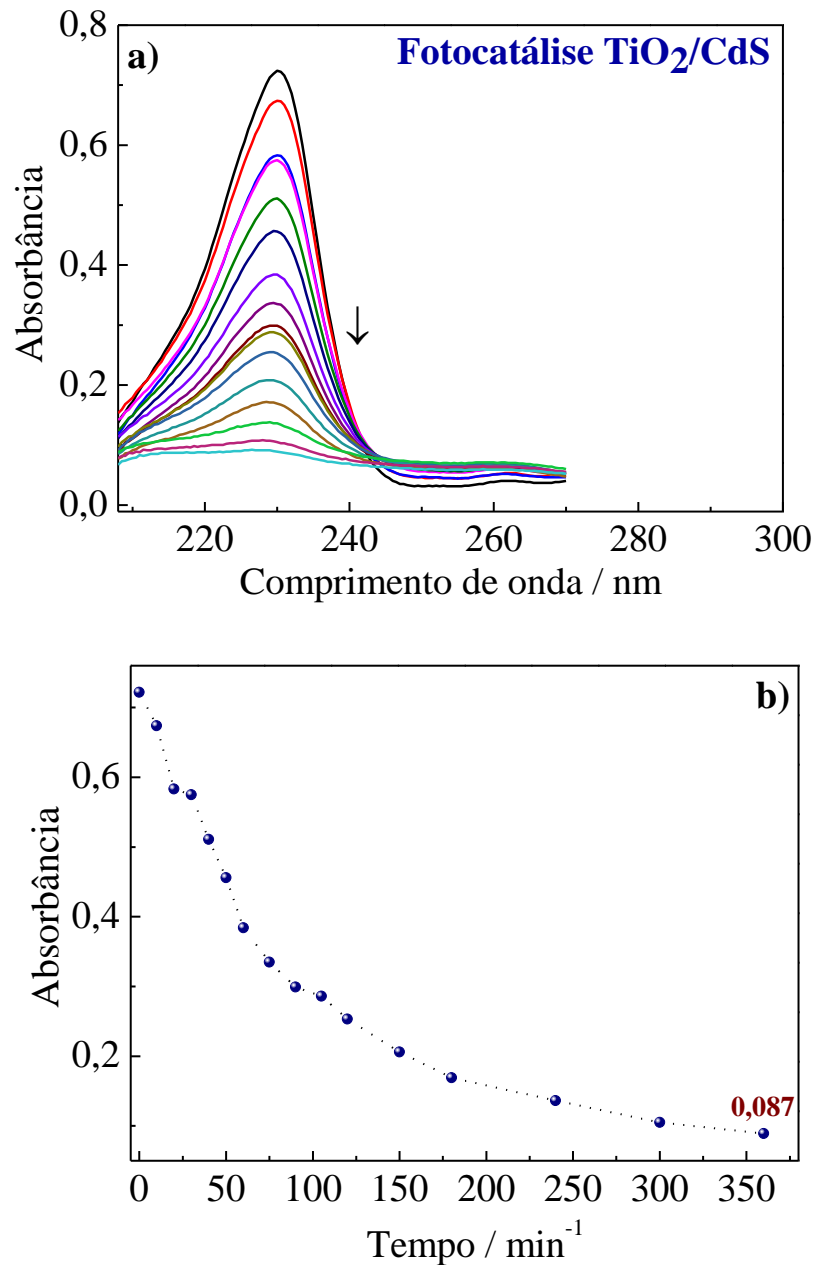 a)
Fotocatálise TiO2/CdS
0,8
0,6
0,4
0,2
0,0
Absorbância
↓
220 240 260 280 300
Comprimento de onda / nm
b)
0,6
0,4
0,2
Absorbância
0,087
0 50 100 150 200 250 300 350
Tempo / min-1